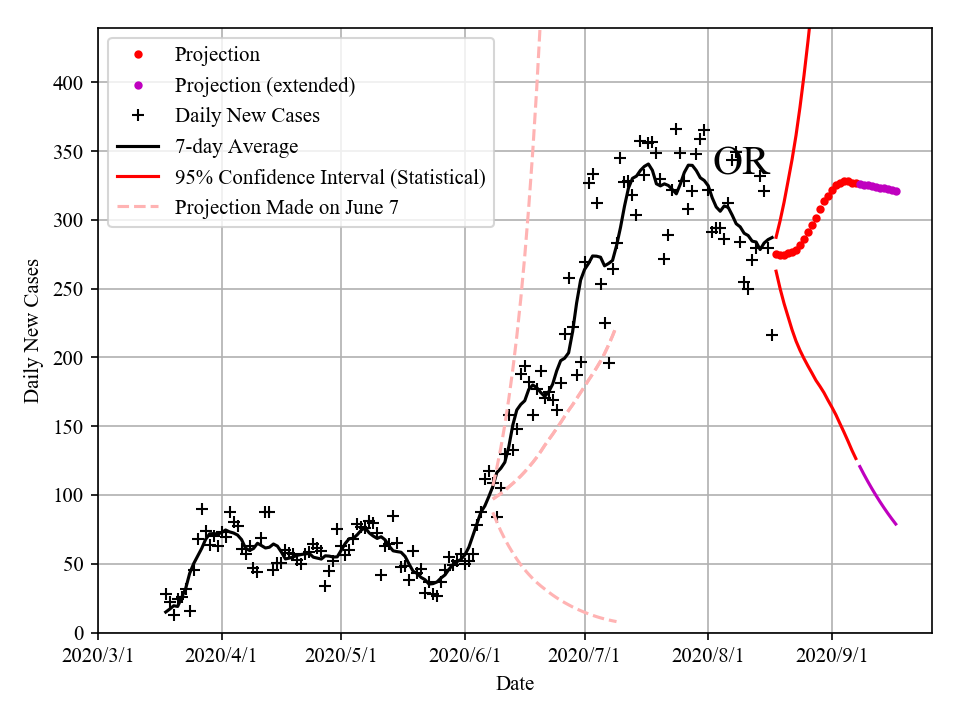 Projection
Projection (extended)
Daily New Cases
7-day Average
95% Confidence Interval (Statistical)
Projection Made on June 7
OR
400
350
300
250
200
150
100
50
0
Daily New Cases
2020/3/1 2020/4/1 2020/5/1 2020/6/1 2020/7/1 2020/8/1 2020/9/1
Date